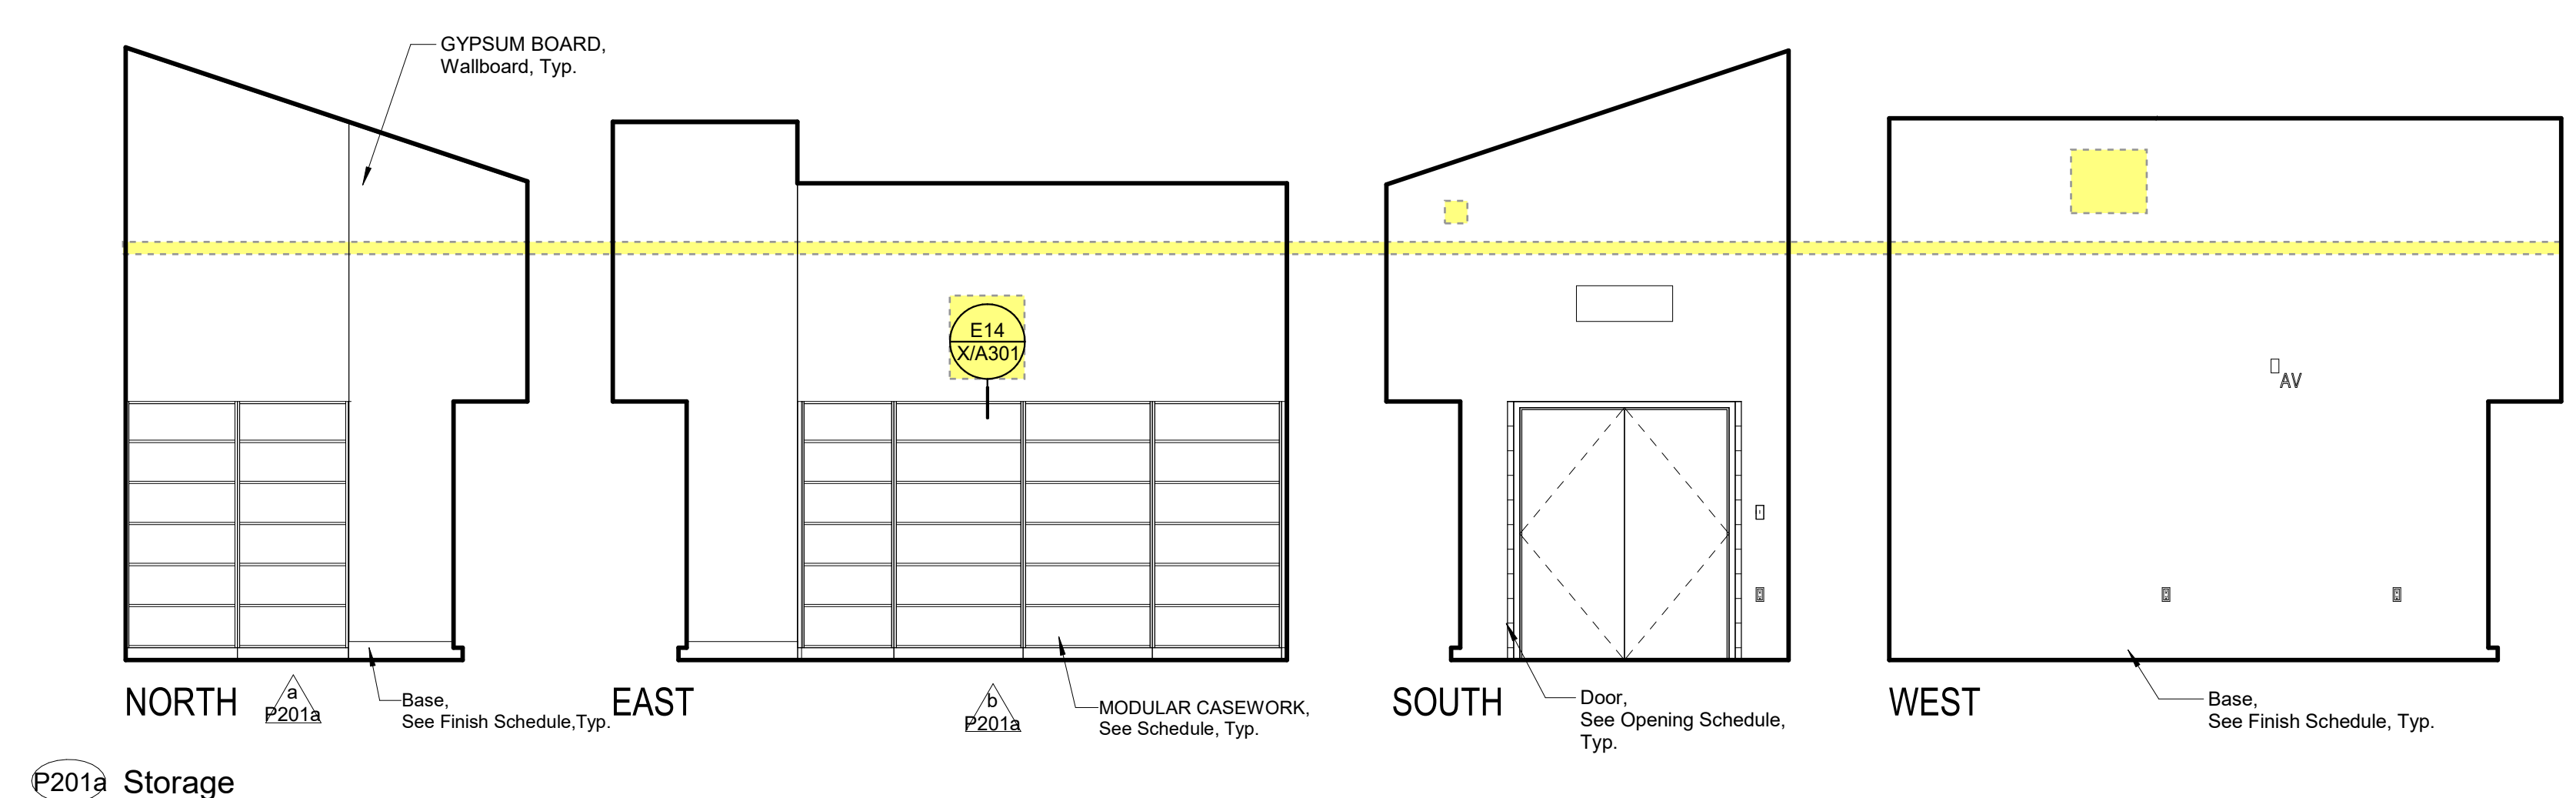 GYPSUM BOARD,
Wallboard, Typ.
E14
X/A301
AV
NORTH
a
P201a
Base,
See Finish Schedule,Typ.
EAST
b
P201a
MODULAR CASEWORK,
See Schedule, Typ.
SOUTH
Door,
See Opening Schedule,
Typ.
WEST
Base,
See Finish Schedule, Typ.
P201a Storage